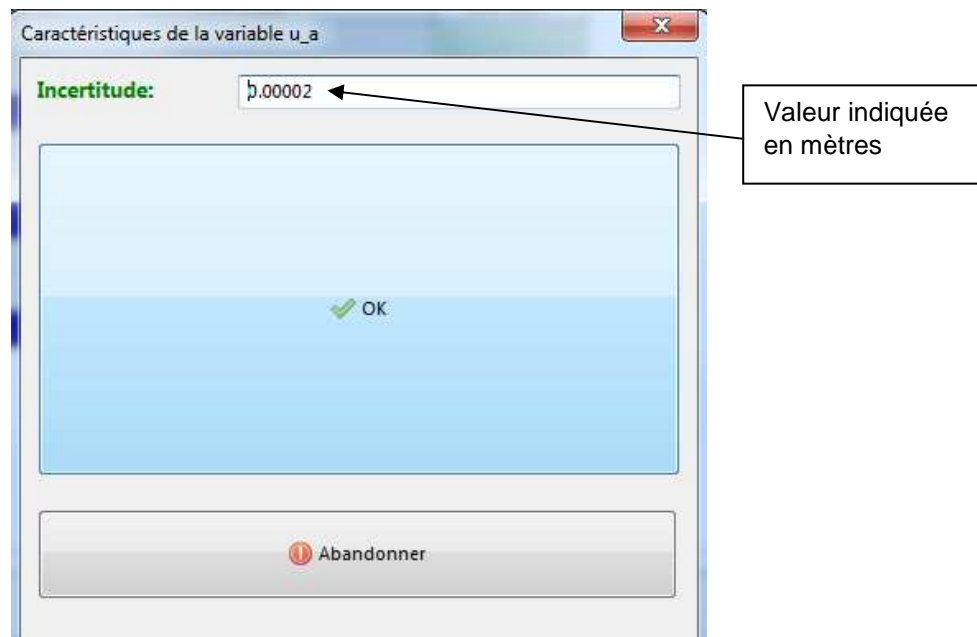 Caractéristiques de la variable u_a
Incertitude:
0.00002
Valeur indiquée
en mètres
OK
Abandonner